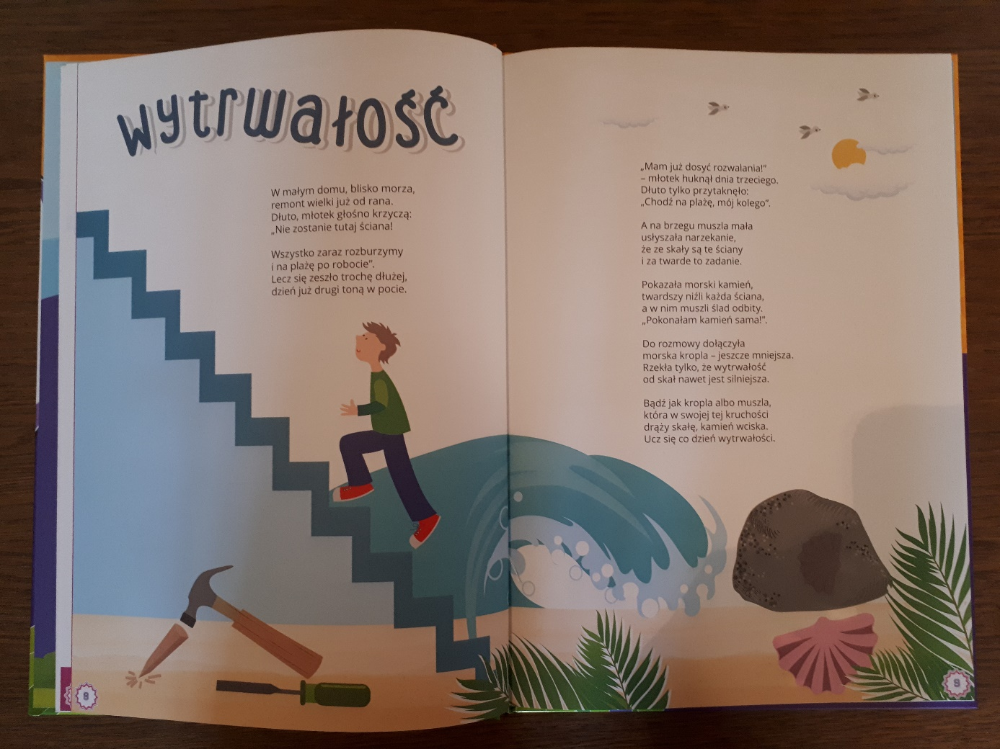 wytrwałość
W małym domu, blisko morza,
remont wielki już od rana.
Dłuto, młotek głośno krzyczą:
„Nie zostanie tutaj ściana!
Wszystko zaraz rozburzymy
i na plażę po robocie”.
Lecz się zeszło trochę dłużej,
dzień już drugi toną w pocie.
8
„Mam już dosyć rozwalania!”
– młotek huknął dnia trzeciego.
Dłuto tylko przytaknęło:
„Chodź na plażę, mój kolego”.
A na brzegu muszla mała
usłyszała narzekanie,
że ze skały są te ściany
i za twarde to zadanie.
Pokazała morski kamień,
twardszy niźli każda ściana,
a w nim muszli ślad odbity.
„Pokonałam kamień sama!”.
Do rozmowy dołączyła
morska kropla – jeszcze mniejsza.
Rzekła tylko, że wytrwałość
od skał nawet jest silniejsza.
Bądź jak kropla albo muszla,
która w swojej tej kruchości
drąży skałę, kamień wciska.
Ucz się co dzień wytrwałości.
9